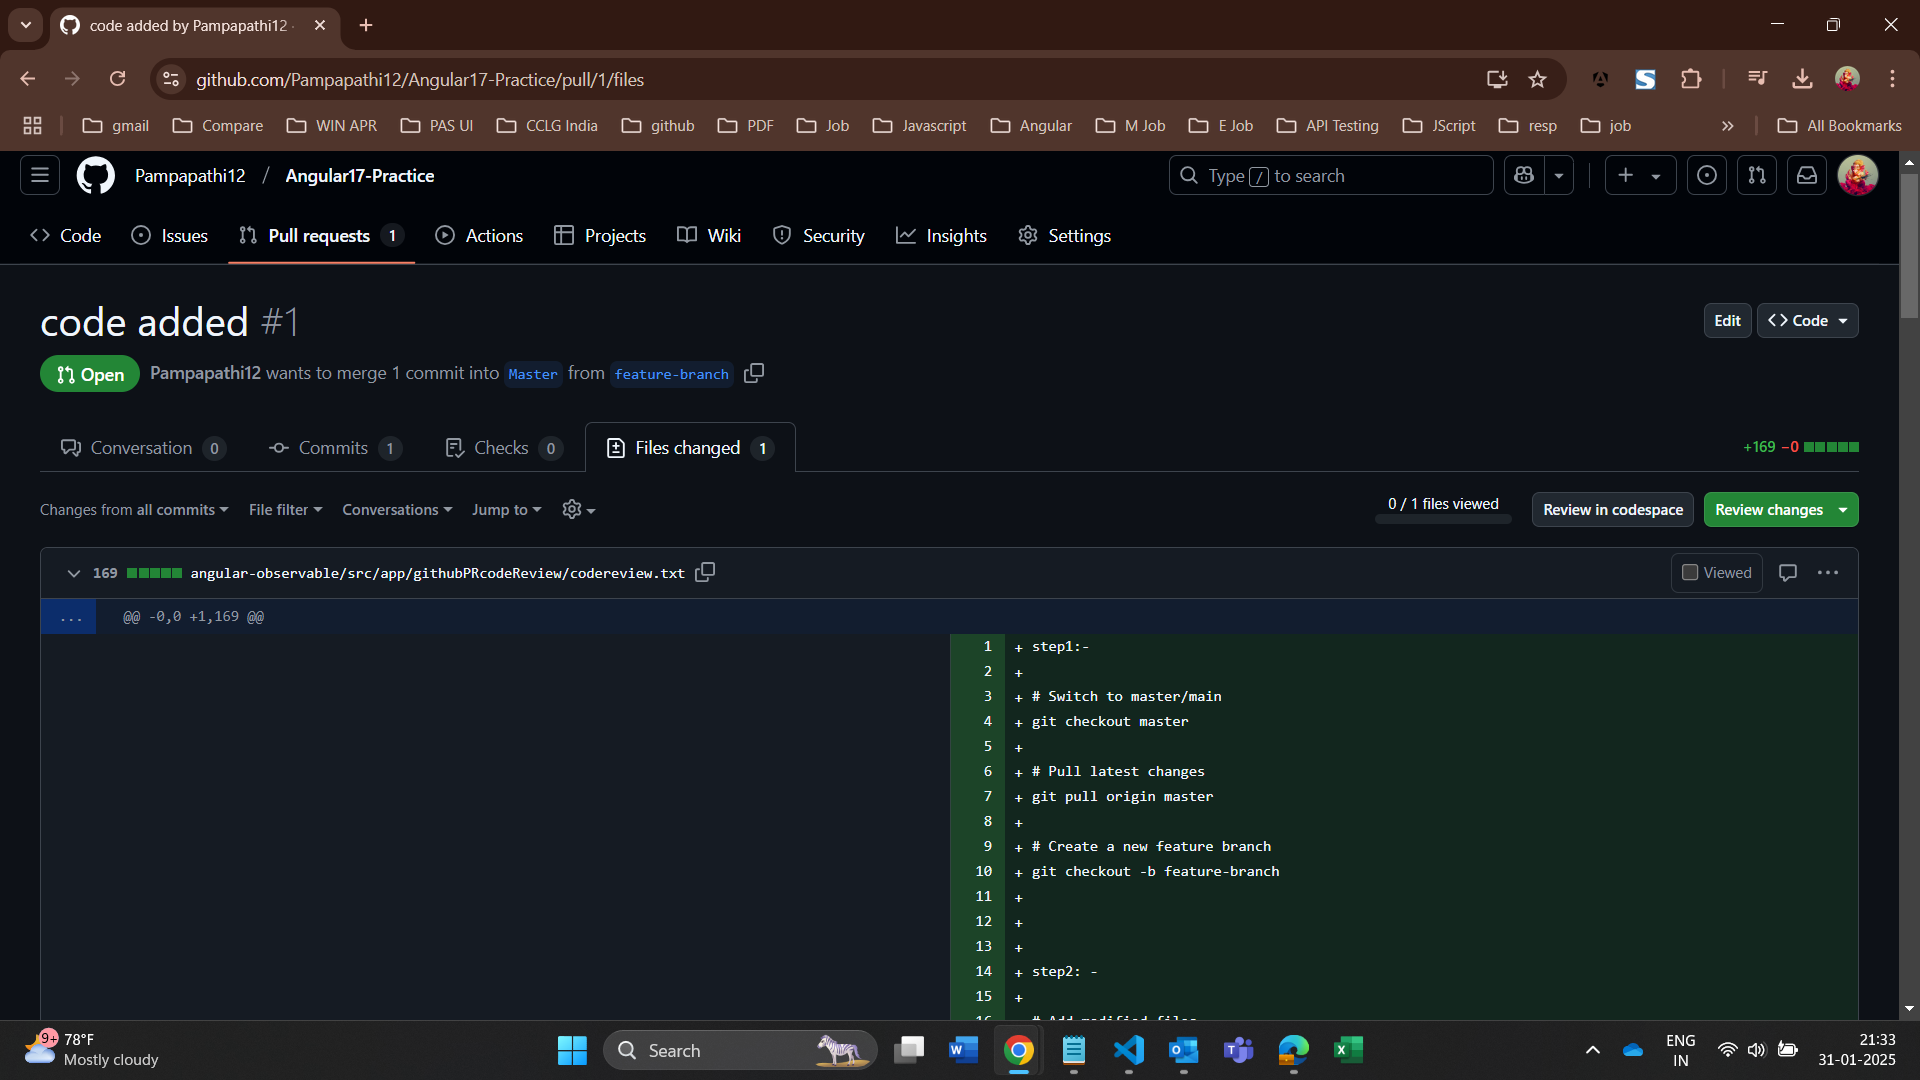 code added by Pampapathi12 ·
github.com/Pampapathi12/Angular17-Practice/pull/1/files
gmail Compare WIN APR PAS UI CCLG India github PDF Job Javascript Angular M Job E Job API Testing JScript resp job » All Bookmarks
Pampapathi12 / Angular17-Practice
Type / to search
Code Issues Pull requests 1 Actions Projects Wiki Security Insights Settings
code added #1
Edit <> Code
Open Pampapathi12 wants to merge 1 commit into Master from feature-branch
Conversation 0 Commits 1 Checks 0 Files changed 1
+169 −0
Changes from all commits File filter Conversations Jump to
0 / 1 files viewed Review in codespace Review changes
169 angular-observable/src/app/githubPRcodeReview/codereview.txt
Viewed
... @@ -0,0 +1,169 @@
1 + step1:-
2 +
3 + # Switch to master/main
4 + git checkout master
5 +
6 + # Pull latest changes
7 + git pull origin master
8 +
9 + # Create a new feature branch
10 + git checkout -b feature-branch
11 +
12 +
13 +
14 + step2: -
15 +
16 # Add modified files
9+ 78°F
Mostly cloudy
Search
ENG
IN
21:33
31-01-2025